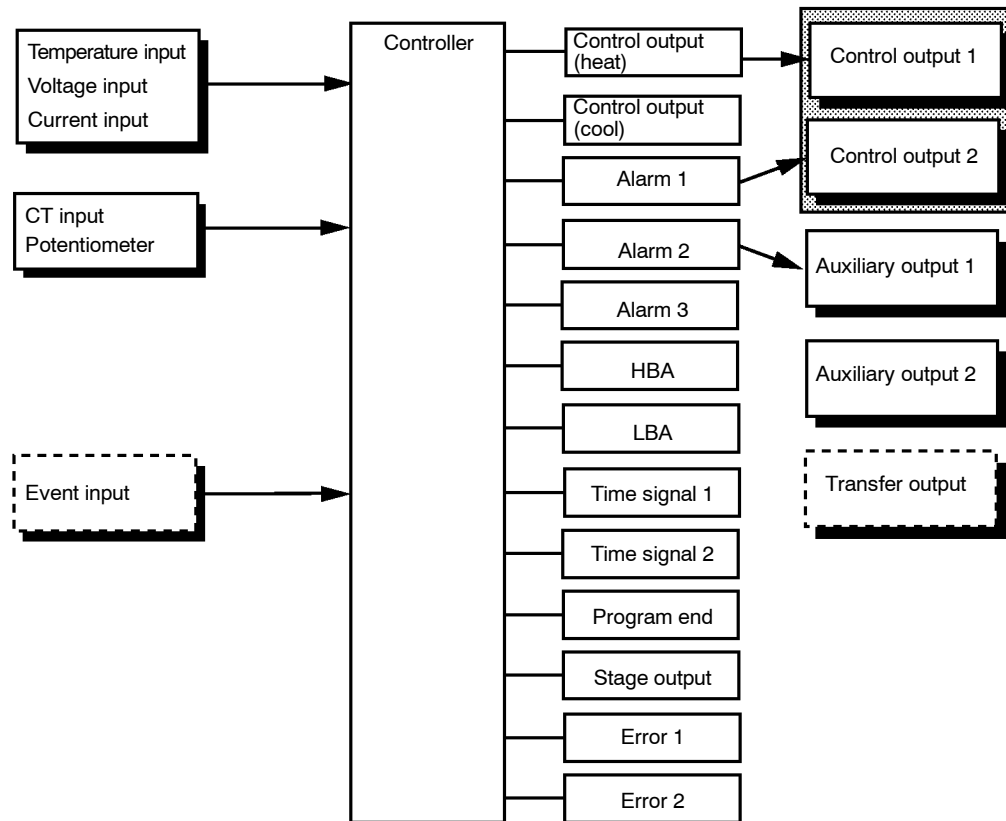 Temperature input
Voltage input
Current input
CT input
Potentiometer
Event input
Controller
Control output
(heat)
Control output
(cool)
Alarm 1
Alarm 2
Alarm 3
HBA
LBA
Time signal 1
Time signal 2
Program end
Stage output
Error 1
Error 2
Control output 1
Control output 2
Auxiliary output 1
Auxiliary output 2
Transfer output